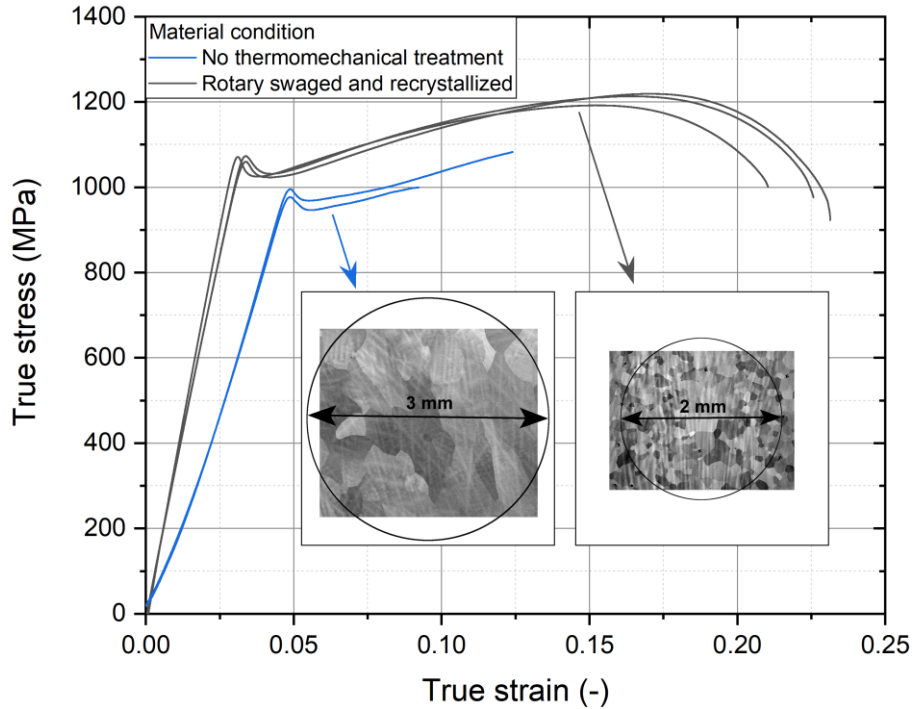 Material condition
No thermomechanical treatment
Rotary swaged and recrystallized
True stress (MPa)
1400
1200
1000
800
600
400
200
0
3 mm
2 mm
0.00 0.05 0.10 0.15 0.20 0.25
True strain (-)